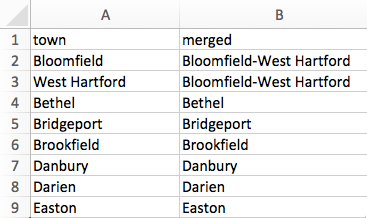 A B
1 town merged
2 Bloomfield Bloomfield-West Hartford
3 West Hartford Bloomfield-West Hartford
4 Bethel Bethel
5 Bridgeport Bridgeport
6 Brookfield Brookfield
7 Danbury Danbury
8 Darien Darien
9 Easton Easton